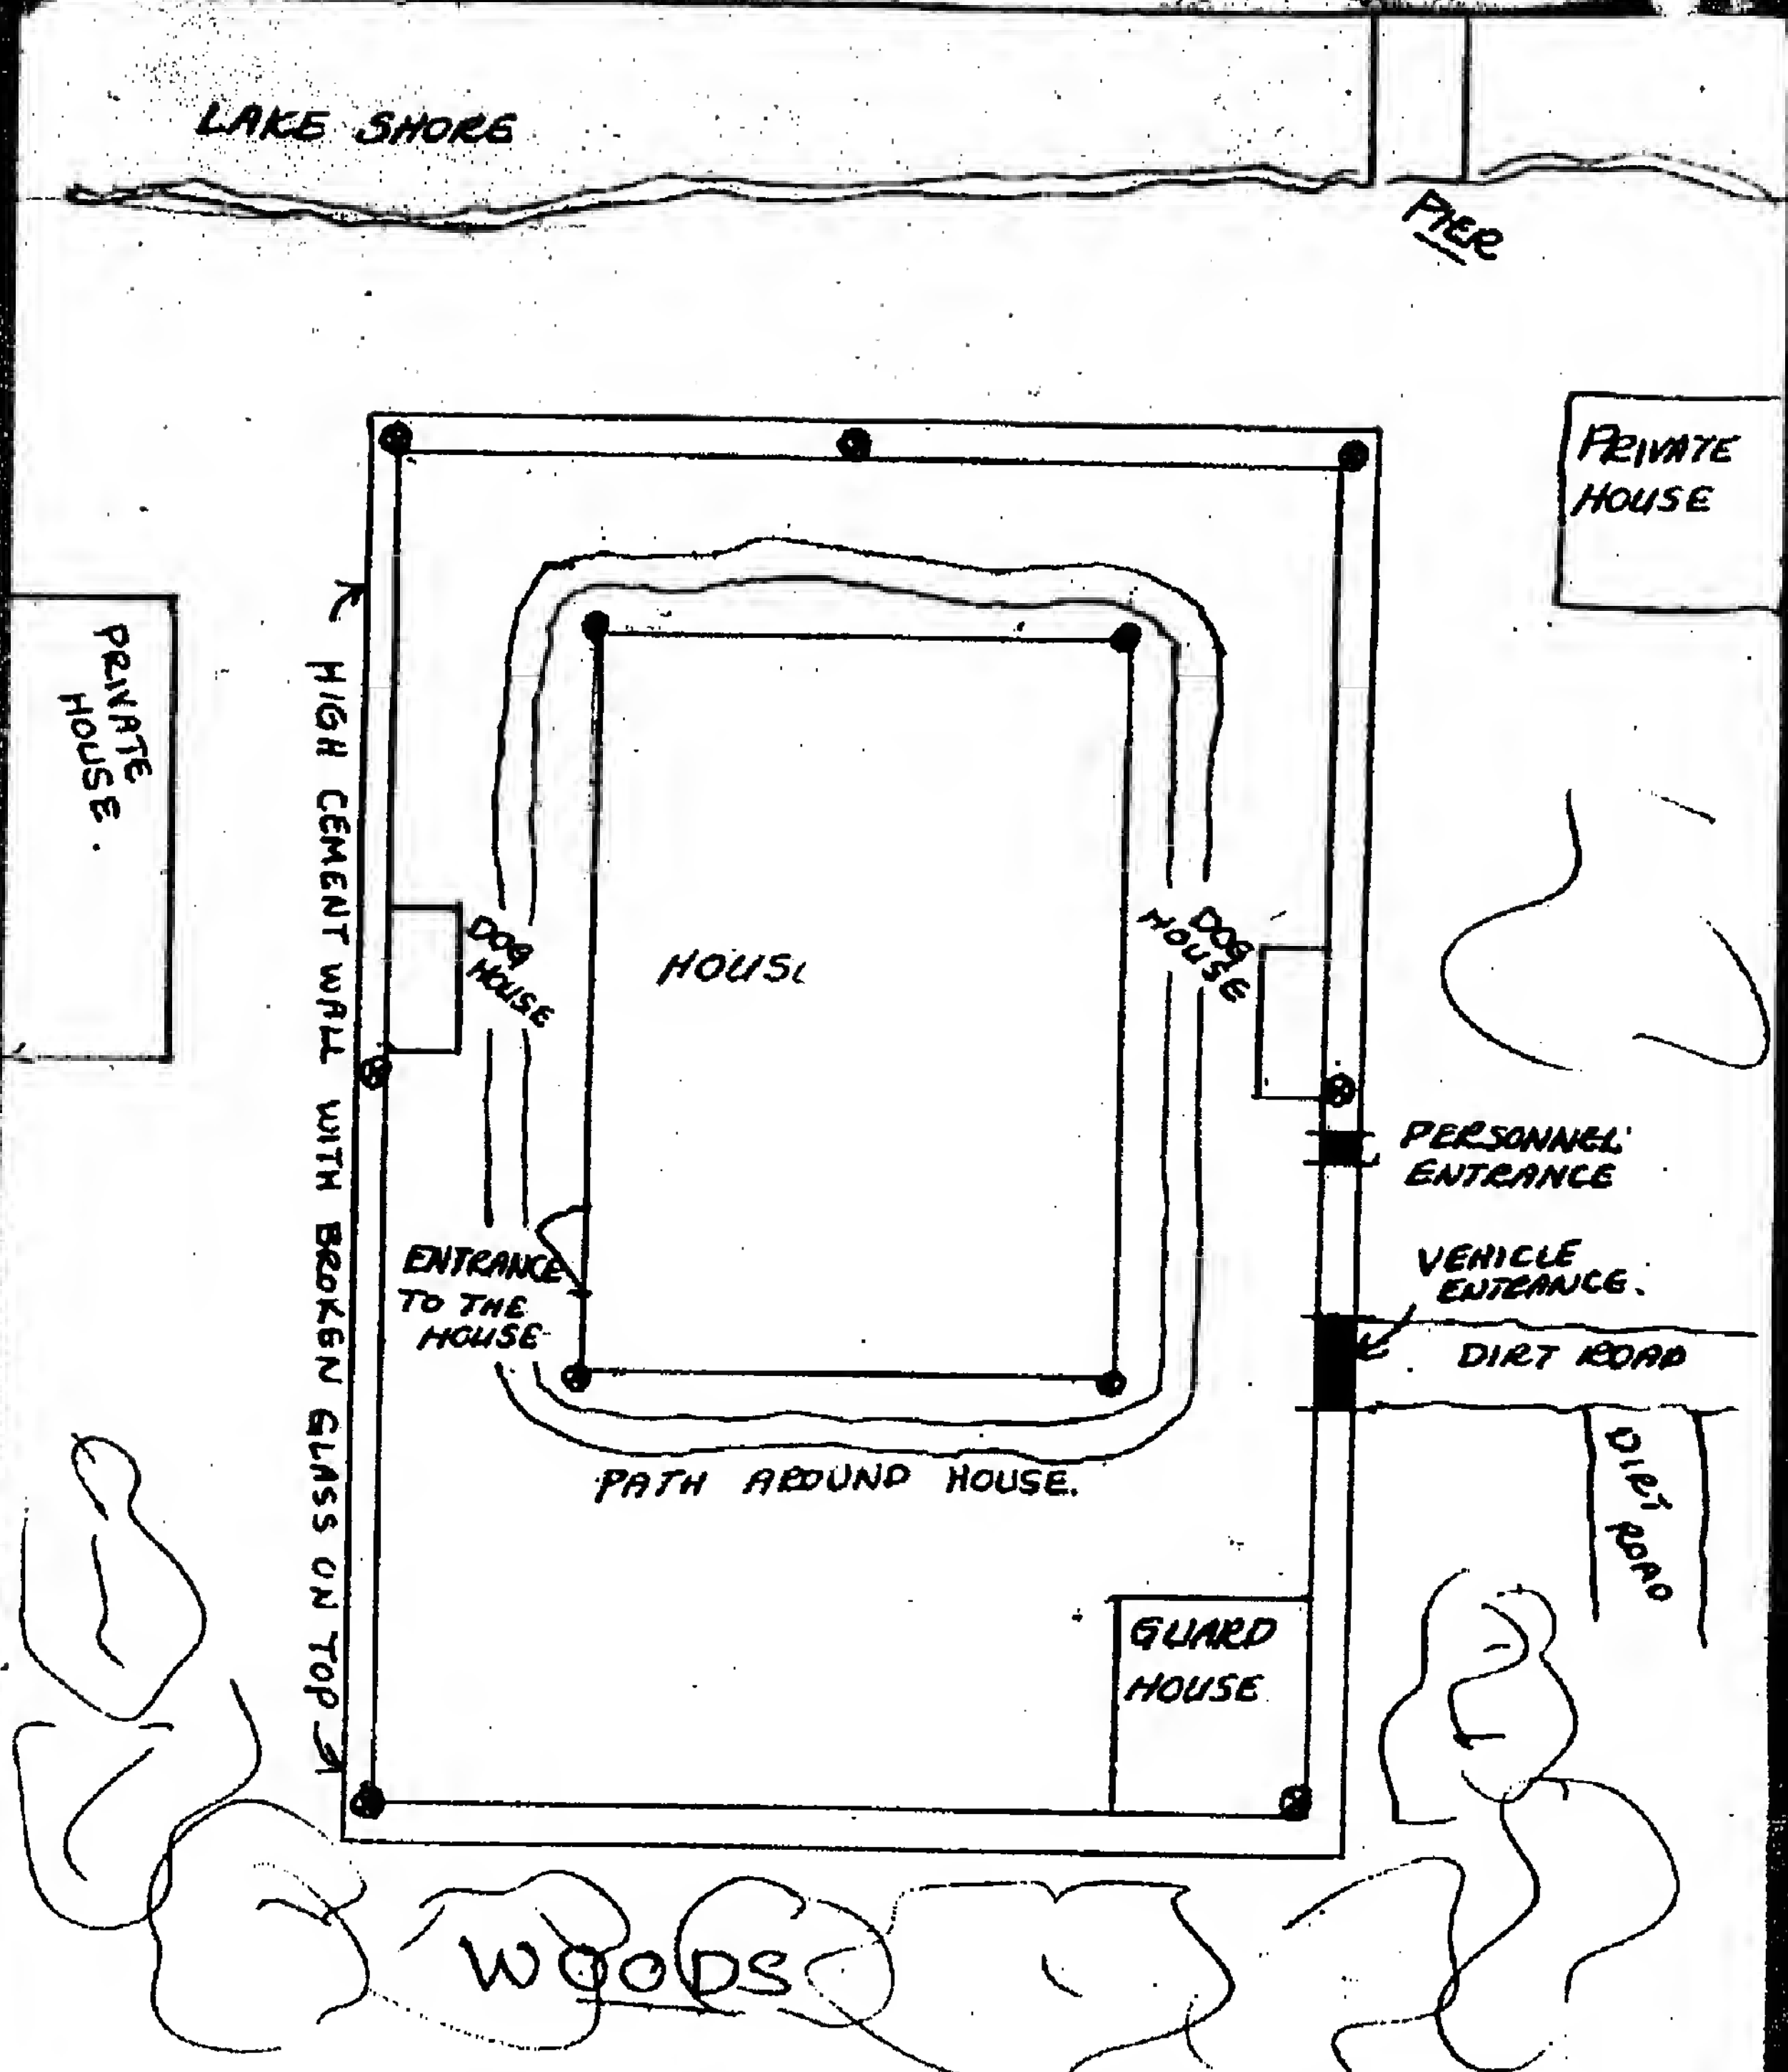 LAKE SHORE
PIER
PRIVATE
HOUSE
PRIVATE
HOUSE.
HIGH CEMENT WALL WITH BROKEN GLASS ON TOP
DOG
HOUSE
HOUSE
DOG
HOUSE
PERSONNEL
ENTRANCE
ENTRANCE
TO THE
HOUSE
VEHICLE
ENTRANCE.
DIRT ROAD
DIRT ROAD
PATH AROUND HOUSE.
GUARD
HOUSE
WOODS